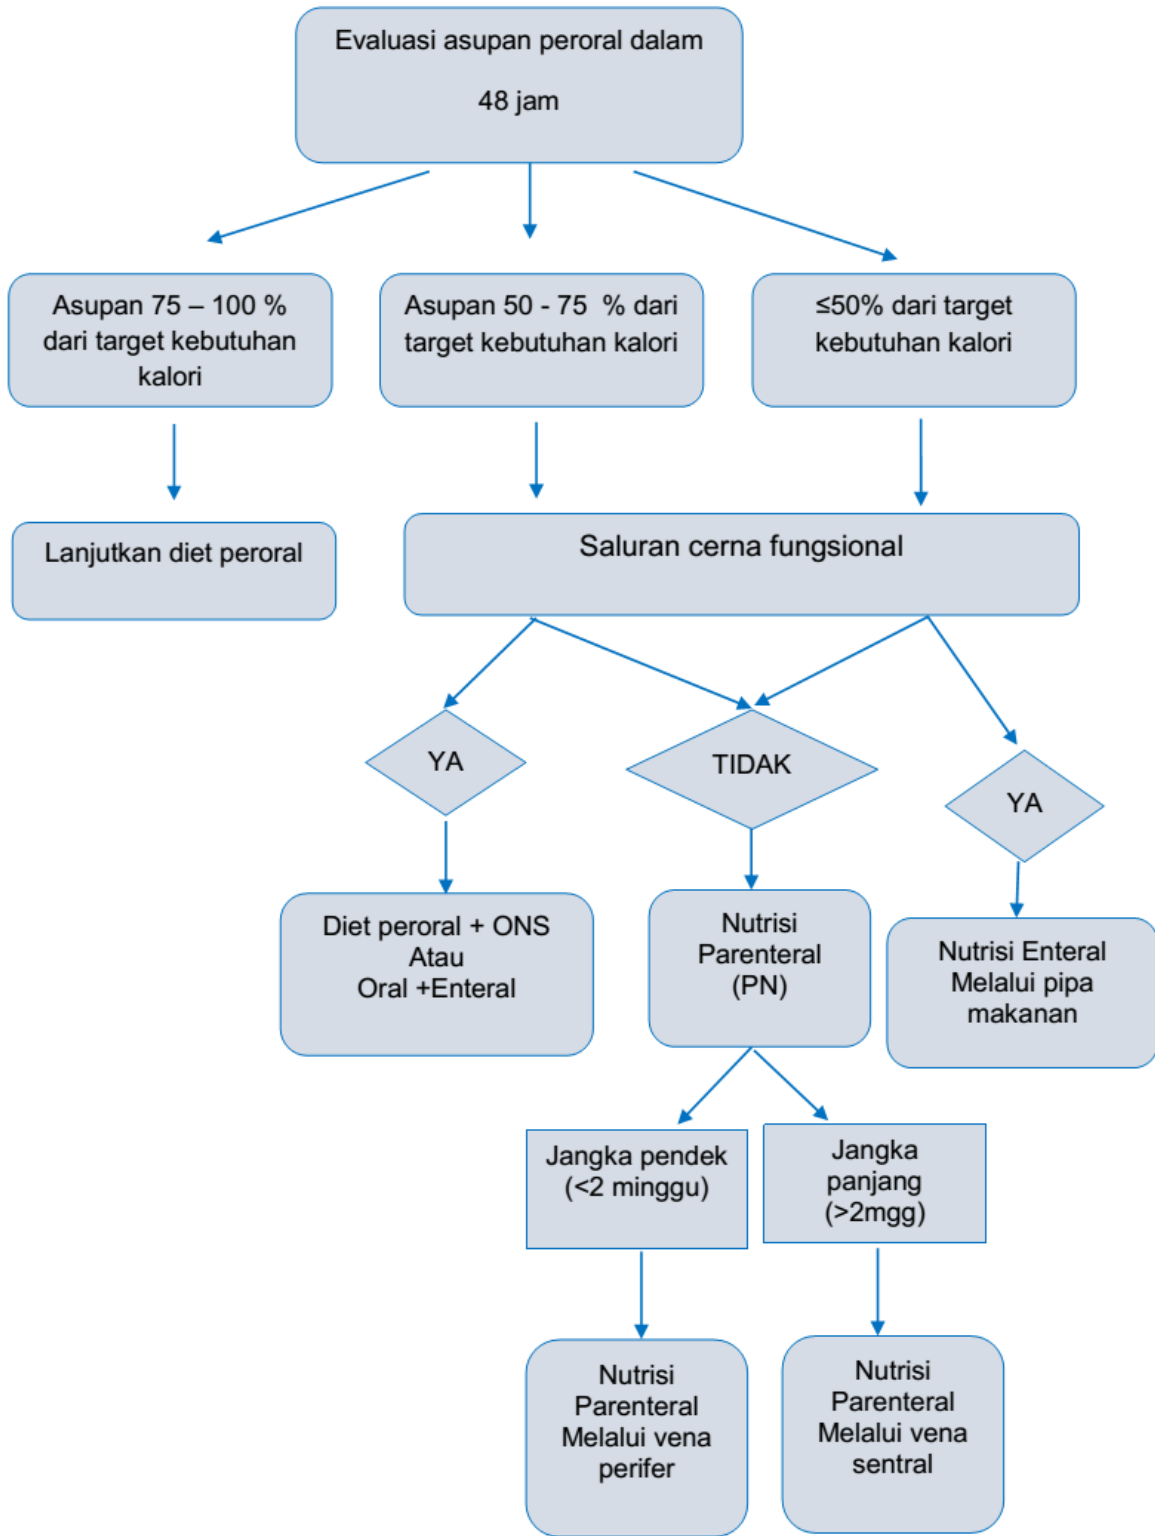 Evaluasi asupan peroral dalam
48 jam
Asupan 75 – 100 %
dari target kebutuhan
kalori
Asupan 50 - 75  % dari
target kebutuhan kalori
≤50% dari target
kebutuhan kalori
Lanjutkan diet peroral
Saluran cerna fungsional
YA
TIDAK
YA
Diet peroral + ONS
Atau
Oral +Enteral
Nutrisi
Parenteral
(PN)
Nutrisi Enteral
Melalui pipa
makanan
Jangka pendek
(<2 minggu)
Jangka
panjang
(>2mgg)
Nutrisi
Parenteral
Melalui vena
perifer
Nutrisi
Parenteral
Melalui vena
sentral